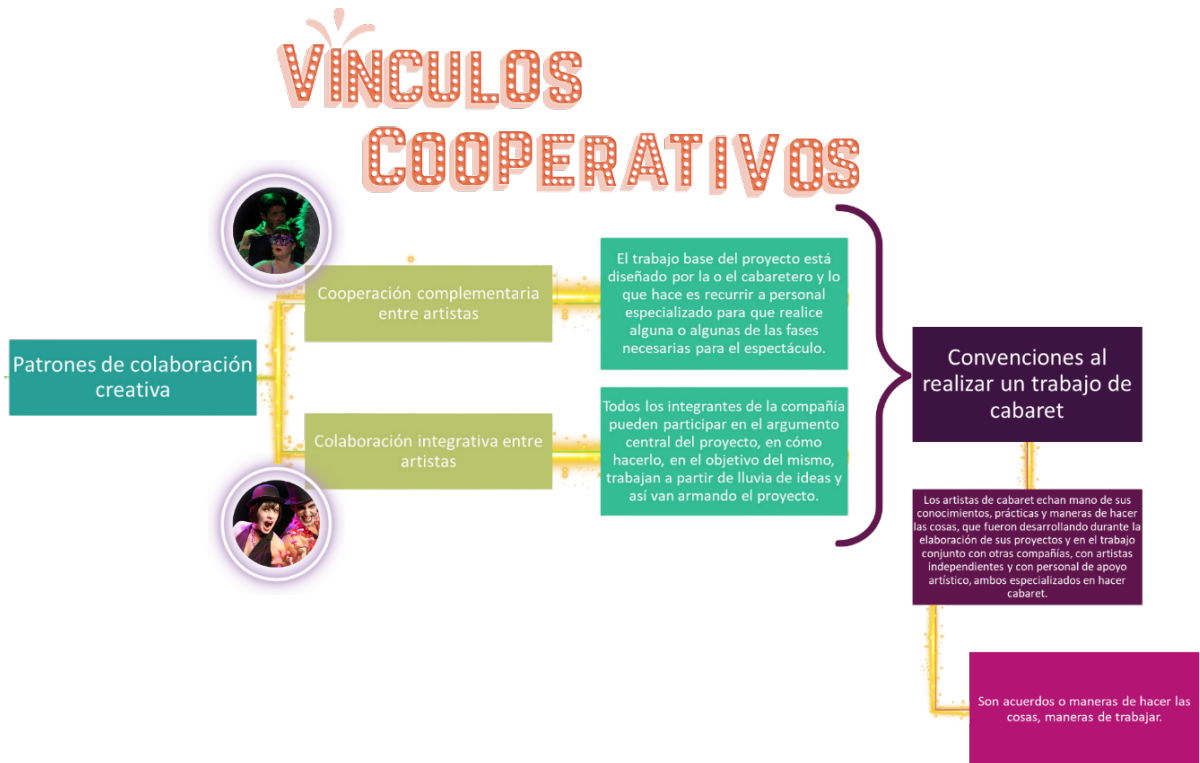 VÍNCULOS
COOPERATIVOS
Patrones de colaboración
creativa
Cooperación complementaria
entre artistas
El trabajo base del proyecto está
diseñado por la o el cabaretero y lo
que hace es recurrir a personal
especializado para que realice
alguna o algunas de las fases
necesarias para el espectáculo.
Colaboración integrativa entre
artistas
Todos los integrantes de la compañía
pueden participar en el argumento
central del proyecto, en cómo
hacerlo, en el objetivo del mismo,
trabajan a partir de lluvia de ideas y
así van armando el proyecto.
Convenciones al
realizar un trabajo de
cabaret
Los artistas de cabaret echan mano de sus
conocimientos, prácticas y maneras de hacer
las cosas, que fueron desarrollando durante la
elaboración de sus proyectos y en el trabajo
conjunto con otras compañías, con artistas
independientes y con personal de apoyo
artístico, ambos especializados en hacer
cabaret.
Son acuerdos o maneras de hacer las
cosas, maneras de trabajar.